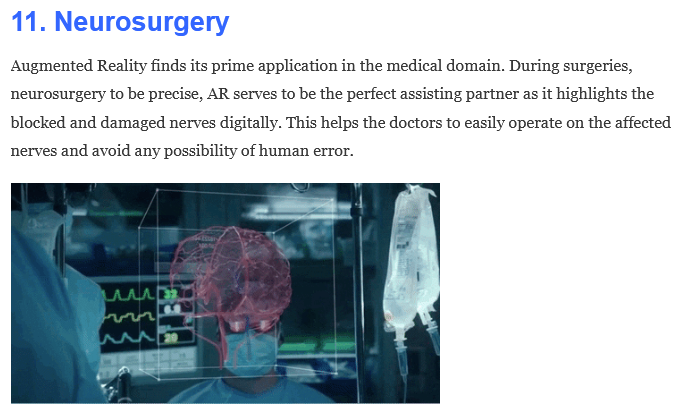 11. Neurosurgery
Augmented Reality finds its prime application in the medical domain. During surgeries,
neurosurgery to be precise, AR serves to be the perfect assisting partner as it highlights the
blocked and damaged nerves digitally. This helps the doctors to easily operate on the affected
nerves and avoid any possibility of human error.
39
20